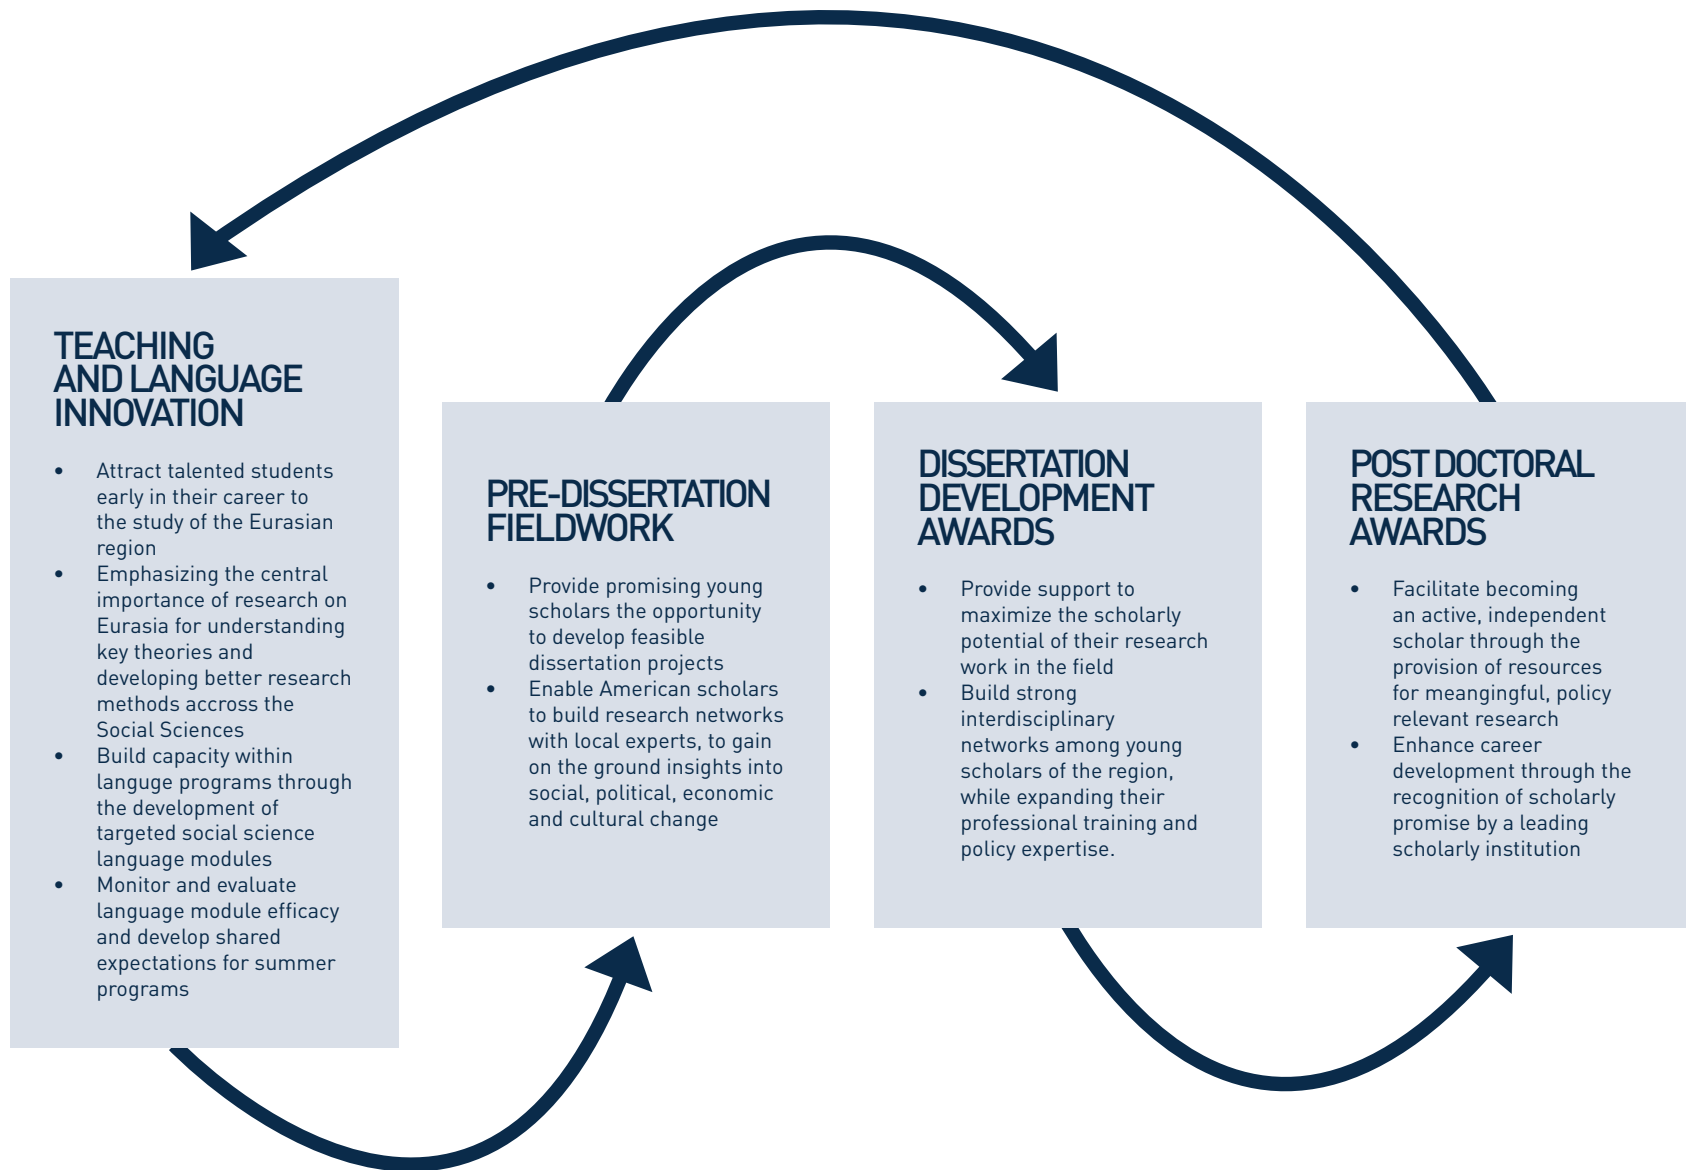 TEACHING
AND LANGUAGE
INNOVATION
• Attract talented students
early in their career to
the study of the Eurasian
region
• Emphasizing the central
importance of research on
Eurasia for understanding
key theories and
developing better research
methods accross the
Social Sciences
• Build capacity within
languge programs through
the development of
targeted social science
language modules
• Monitor and evaluate
language module efficacy
and develop shared
expectations for summer
programs
PRE-DISSERTATION
FIELDWORK
• Provide promising young
scholars the opportunity
to develop feasible
dissertation projects
• Enable American scholars
to build research networks
with local experts, to gain
on the ground insights into
social, political, economic
and cultural change
DISSERTATION
DEVELOPMENT
AWARDS
• Provide support to
maximize the scholarly
potential of their research
work in the field
• Build strong
interdisciplinary
networks among young
scholars of the region,
while expanding their
professional training and
policy expertise.
POST DOCTORAL
RESEARCH
AWARDS
• Facilitate becoming
an active, independent
scholar through the
provision of resources
for meangingful, policy
relevant research
• Enhance career
development through the
recognition of scholarly
promise by a leading
scholarly institution